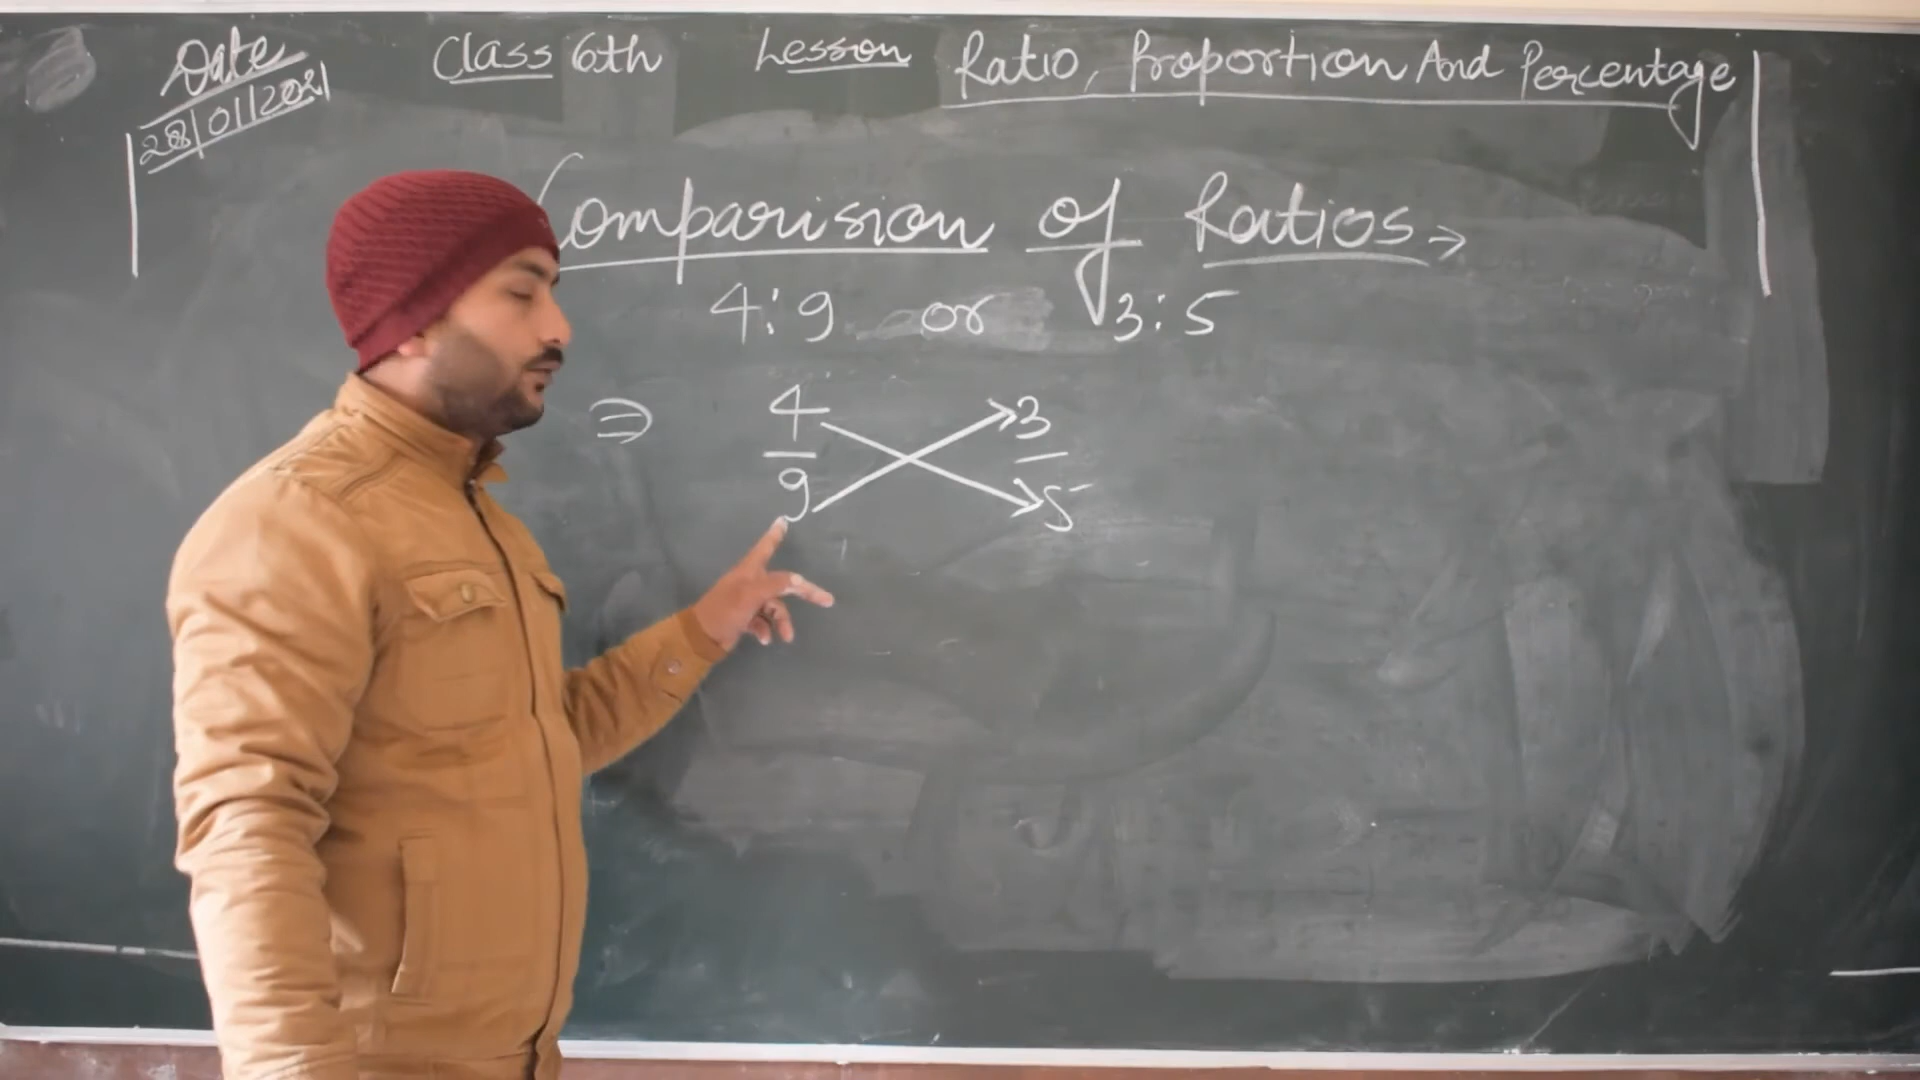 Date Class 6th Lesson Ratio, Proportion And Percentage
28/01/2021
Comparision of Ratios →
4:9 or 3:5
⇒ 4/9 3/5